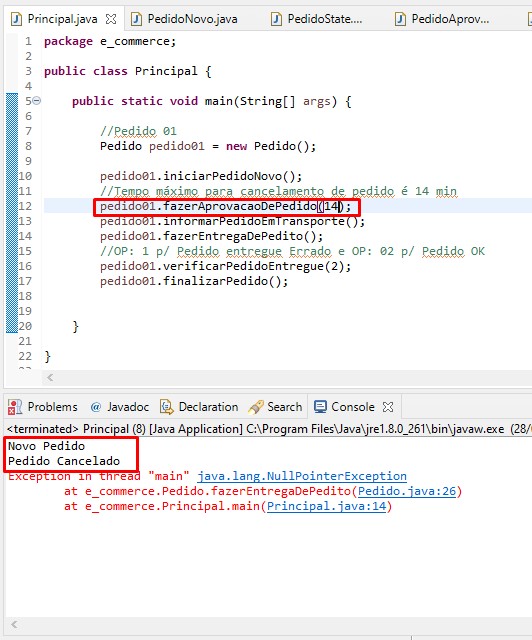 Principal.java
PedidoNovo.java
PedidoState....
PedidoAprov...
1 package e_commerce;
2
3 public class Principal {
4
5 public static void main(String[] args) {
6
7 //Pedido 01
8 Pedido pedido01 = new Pedido();
9
10 pedido01.iniciarPedidoNovo();
11 //Tempo máximo para cancelamento de pedido é 14 min
12 pedido01.fazerAprovacaoDePedido(14);
13 pedido01.informarPedidoEmTransporte();
14 pedido01.fazerEntregaDePedito();
15 //OP: 1 p/ Pedido entregue Errado e OP: 02 p/ Pedido OK
16 pedido01.verificarPedidoEntregue(2);
17 pedido01.finalizarPedido();
18
19
20 }
21
22 }
Problems @ Javadoc Declaration Search Console
<terminated> Principal (8) [Java Application] C:\Program Files\Java\jre1.8.0_261\bin\javaw.exe (28/
Novo Pedido
Pedido Cancelado
Exception in thread "main" java.lang.NullPointerException
at e_commerce.Pedido.fazerEntregaDePedito(Pedido.java:26)
at e_commerce.Principal.main(Principal.java:14)